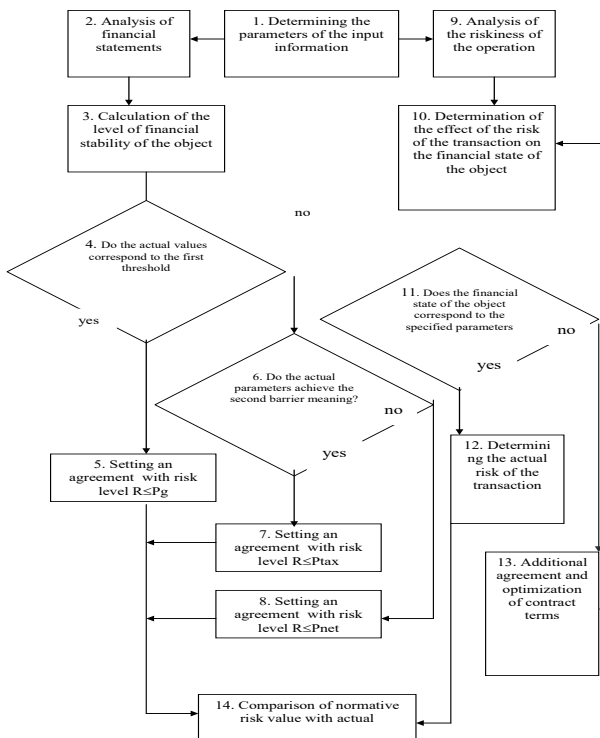 2. Analysis of
financial
statements
1. Determining the
parameters of the input
information
9. Analysis of
the riskiness of
the operation
3. Calculation of the
level of financial
stability of the object
10. Determination of
the effect of the risk
of the transaction on
the financial state of
the object
no
4. Do the actual values
correspond to the first
threshold
yes
11. Does the financial
state of the object
correspond to the
specified parameters
no
yes
6. Do the actual
parameters achieve the
second barrier meaning?
no
yes
5. Setting an
agreement with risk
level R≤Pg
12. Determini
ng the actual
risk of the
transaction
7. Setting an
agreement with risk
level R≤Ptax
13. Additional
agreement and
optimization
of contract
terms
8. Setting an
agreement with risk
level R≤Pnet
14. Comparison of normative
risk value with actual